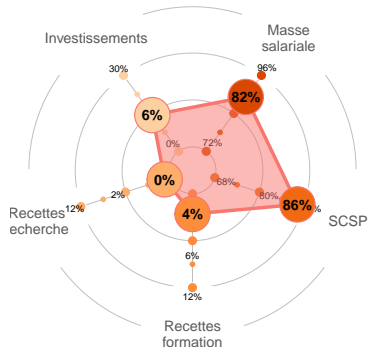 Investissements
Masse
salariale
30%
96%
6%
82%
0%
72%
0%
68%
80%
86%
%
SCSP
Recettes
echerche
12%
2%
4%
6%
12%
Recettes
formation